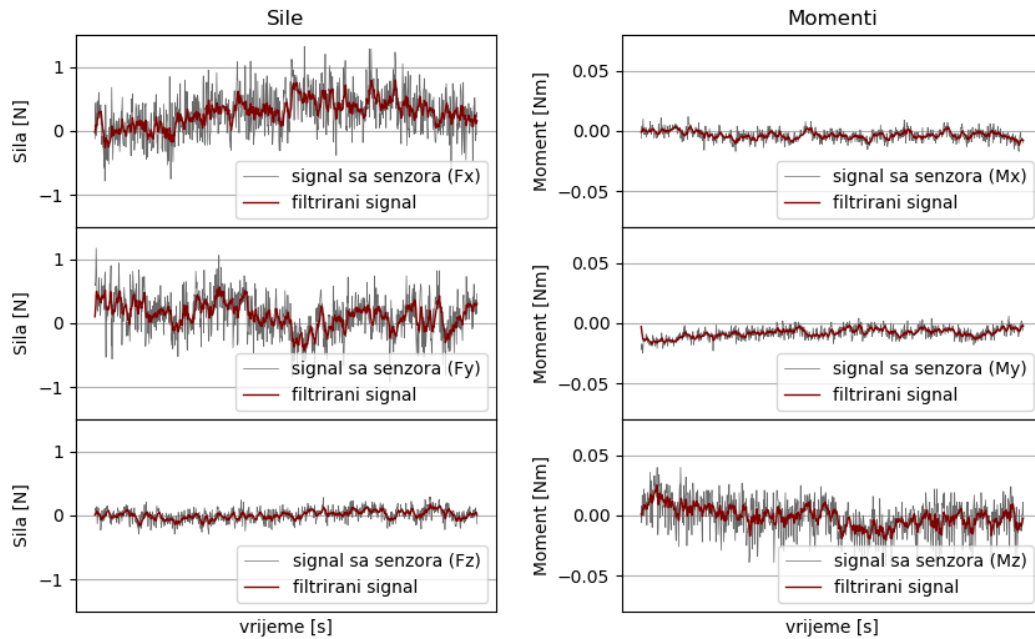 Sile
Sila [N]
1
0
−1
signal sa senzora (Fx)
filtrirani signal
Sila [N]
1
0
−1
signal sa senzora (Fy)
filtrirani signal
Sila [N]
1
0
−1
signal sa senzora (Fz)
filtrirani signal
vrijeme [s]
Momenti
Moment [Nm]
0.05
0.00
−0.05
signal sa senzora (Mx)
filtrirani signal
Moment [Nm]
0.05
0.00
−0.05
signal sa senzora (My)
filtrirani signal
Moment [Nm]
0.05
0.00
−0.05
signal sa senzora (Mz)
filtrirani signal
vrijeme [s]